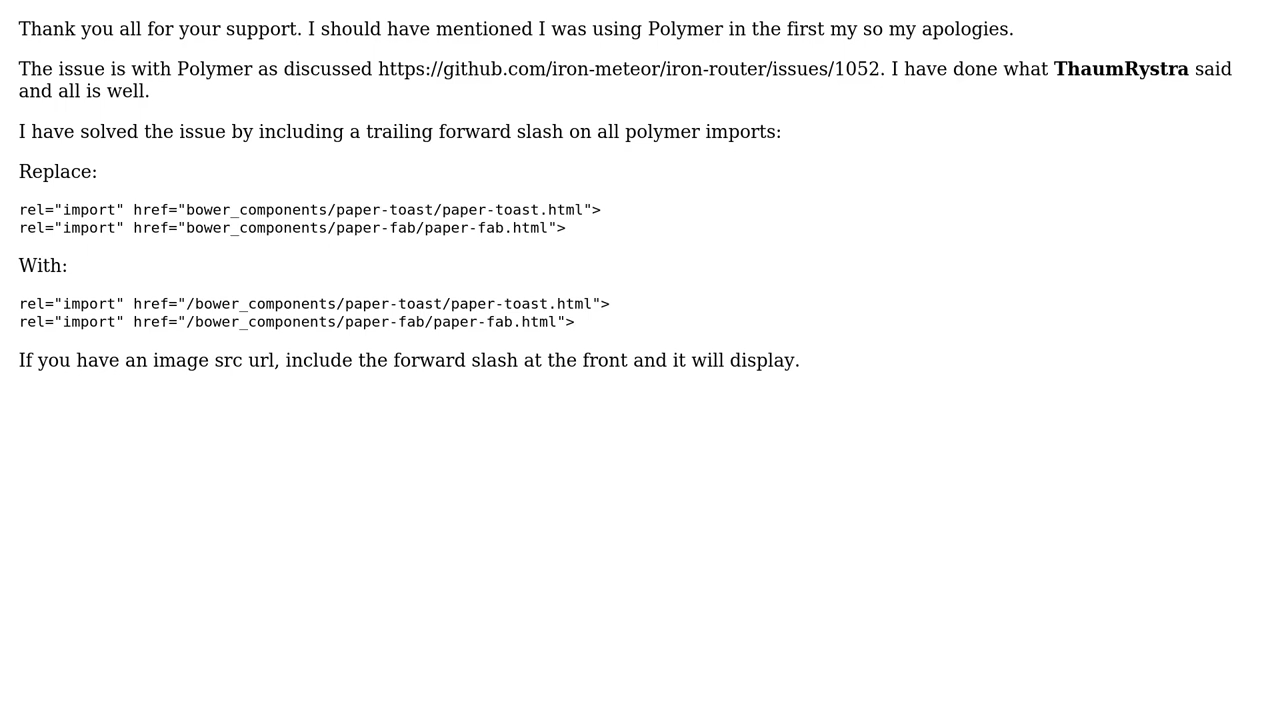 Thank you all for your support. I should have mentioned I was using Polymer in the first my so my apologies.
The issue is with Polymer as discussed https://github.com/iron-meteor/iron-router/issues/1052. I have done what ThaumRystra said
and all is well.
I have solved the issue by including a trailing forward slash on all polymer imports:
Replace:
rel="import" href="bower_components/paper-toast/paper-toast.html">
rel="import" href="bower_components/paper-fab/paper-fab.html">
With:
rel="import" href="/bower_components/paper-toast/paper-toast.html">
rel="import" href="/bower_components/paper-fab/paper-fab.html">
If you have an image src url, include the forward slash at the front and it will display.